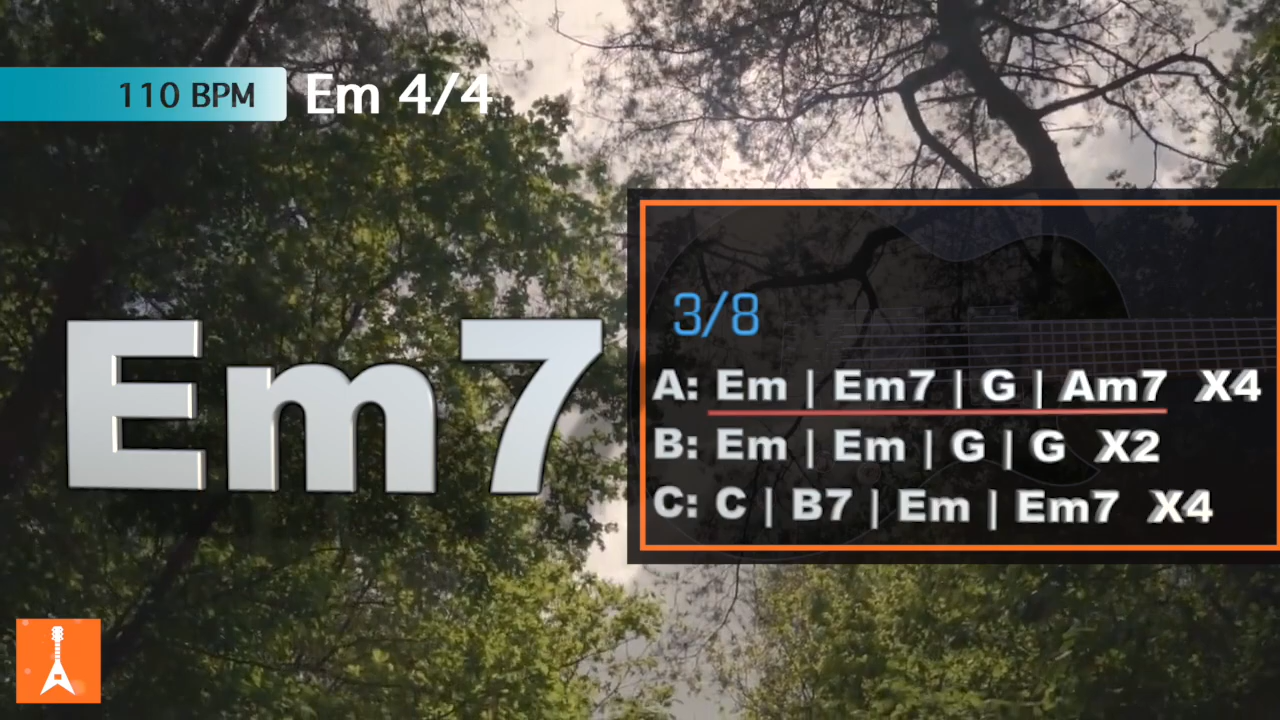 110 BPM Em 4/4
Em7
3/8
A: Em | Em7 | G | Am7 X4
B: Em | Em | G | G X2
C: C | B7 | Em | Em7 X4